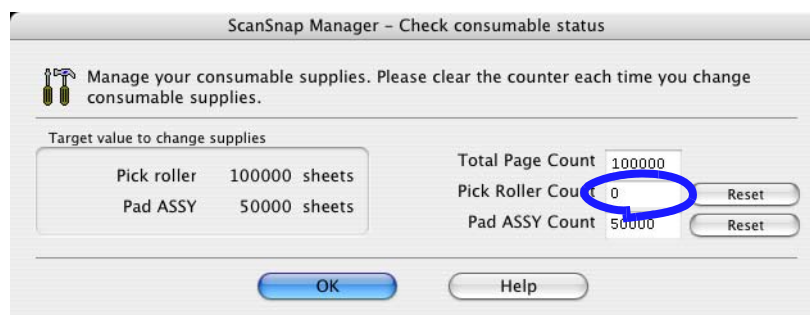 ScanSnap Manager – Check consumable status
Manage your consumable supplies. Please clear the counter each time you change
consumable supplies.
Target value to change supplies
Pick roller 100000 sheets
Pad ASSY 50000 sheets
Total Page Count 100000
Pick Roller Count 0 Reset
Pad ASSY Count 50000 Reset
OK Help